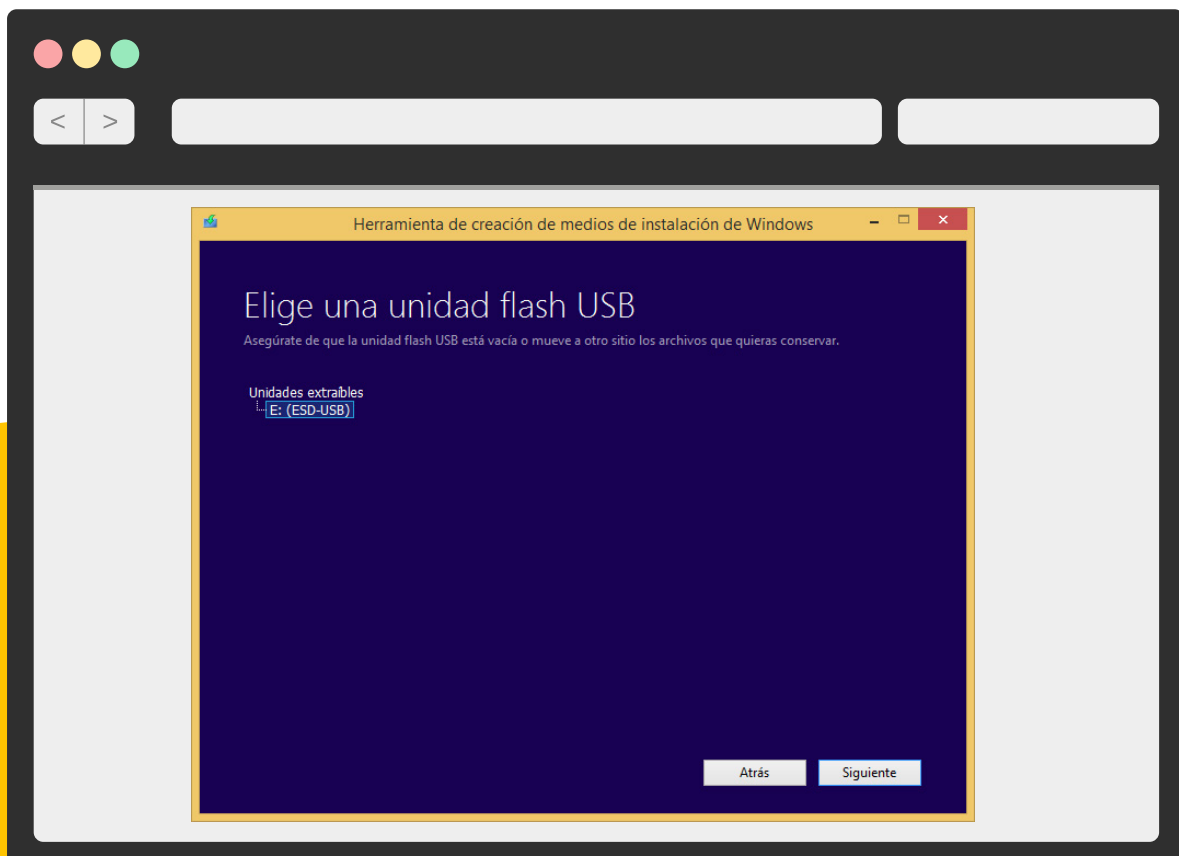 < >
Herramienta de creación de medios de instalación de Windows
Elige una unidad flash USB
Asegúrate de que la unidad flash USB está vacía o mueve a otro sitio los archivos que quieras conservar.
Unidades extraíbles
E: (ESD-USB)
Atrás Siguiente